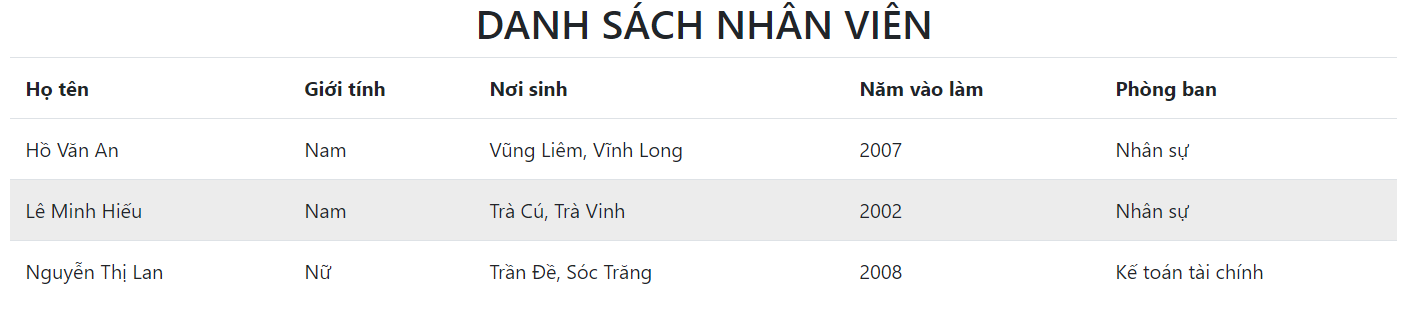 DANH SÁCH NHÂN VIÊN
Họ tên Giới tính Nơi sinh Năm vào làm Phòng ban
Hồ Văn An Nam Vũng Liêm, Vĩnh Long 2007 Nhân sự
Lê Minh Hiếu Nam Trà Cú, Trà Vinh 2002 Nhân sự
Nguyễn Thị Lan Nữ Trần Đề, Sóc Trăng 2008 Kế toán tài chính